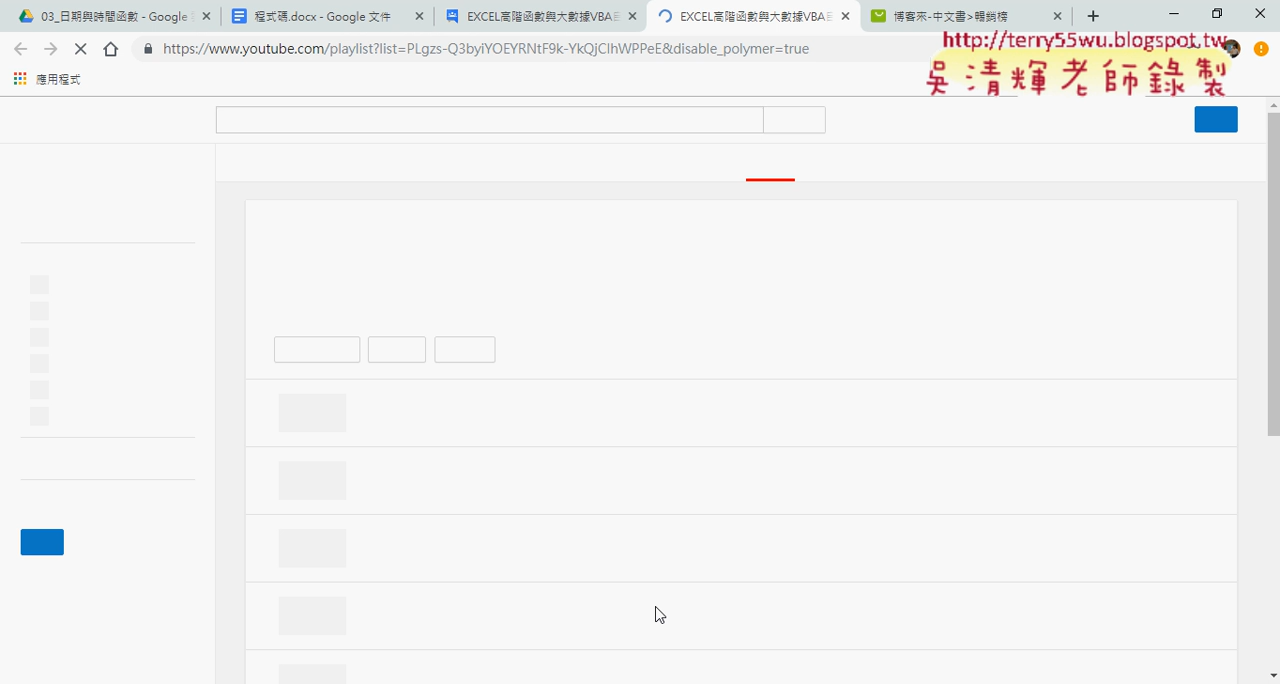 03_日期與時間函數 - Google
程式碼.docx - Google 文件
EXCEL高階函數與大數據VBA
EXCEL高階函數與大數據VBA
博客來-中文書>暢銷榜
https://www.youtube.com/playlist?list=PLgzs-Q3byiYOEYRNtF9k-YkQjClhWPPeE&disable_polymer=true
http://terry55wu.blogspot.tw
應用程式
吳清輝老師錄製